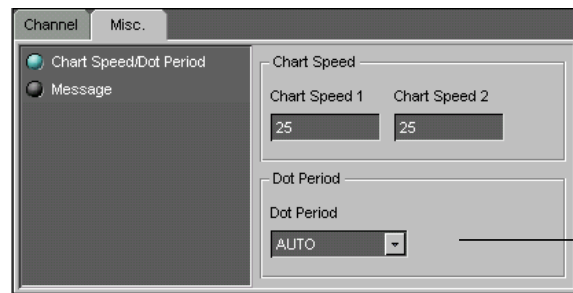 Channel
Misc.
Chart Speed/Dot Period
Message
Chart Speed
Chart Speed 1
Chart Speed 2
25
25
Dot Period
Dot Period
AUTO